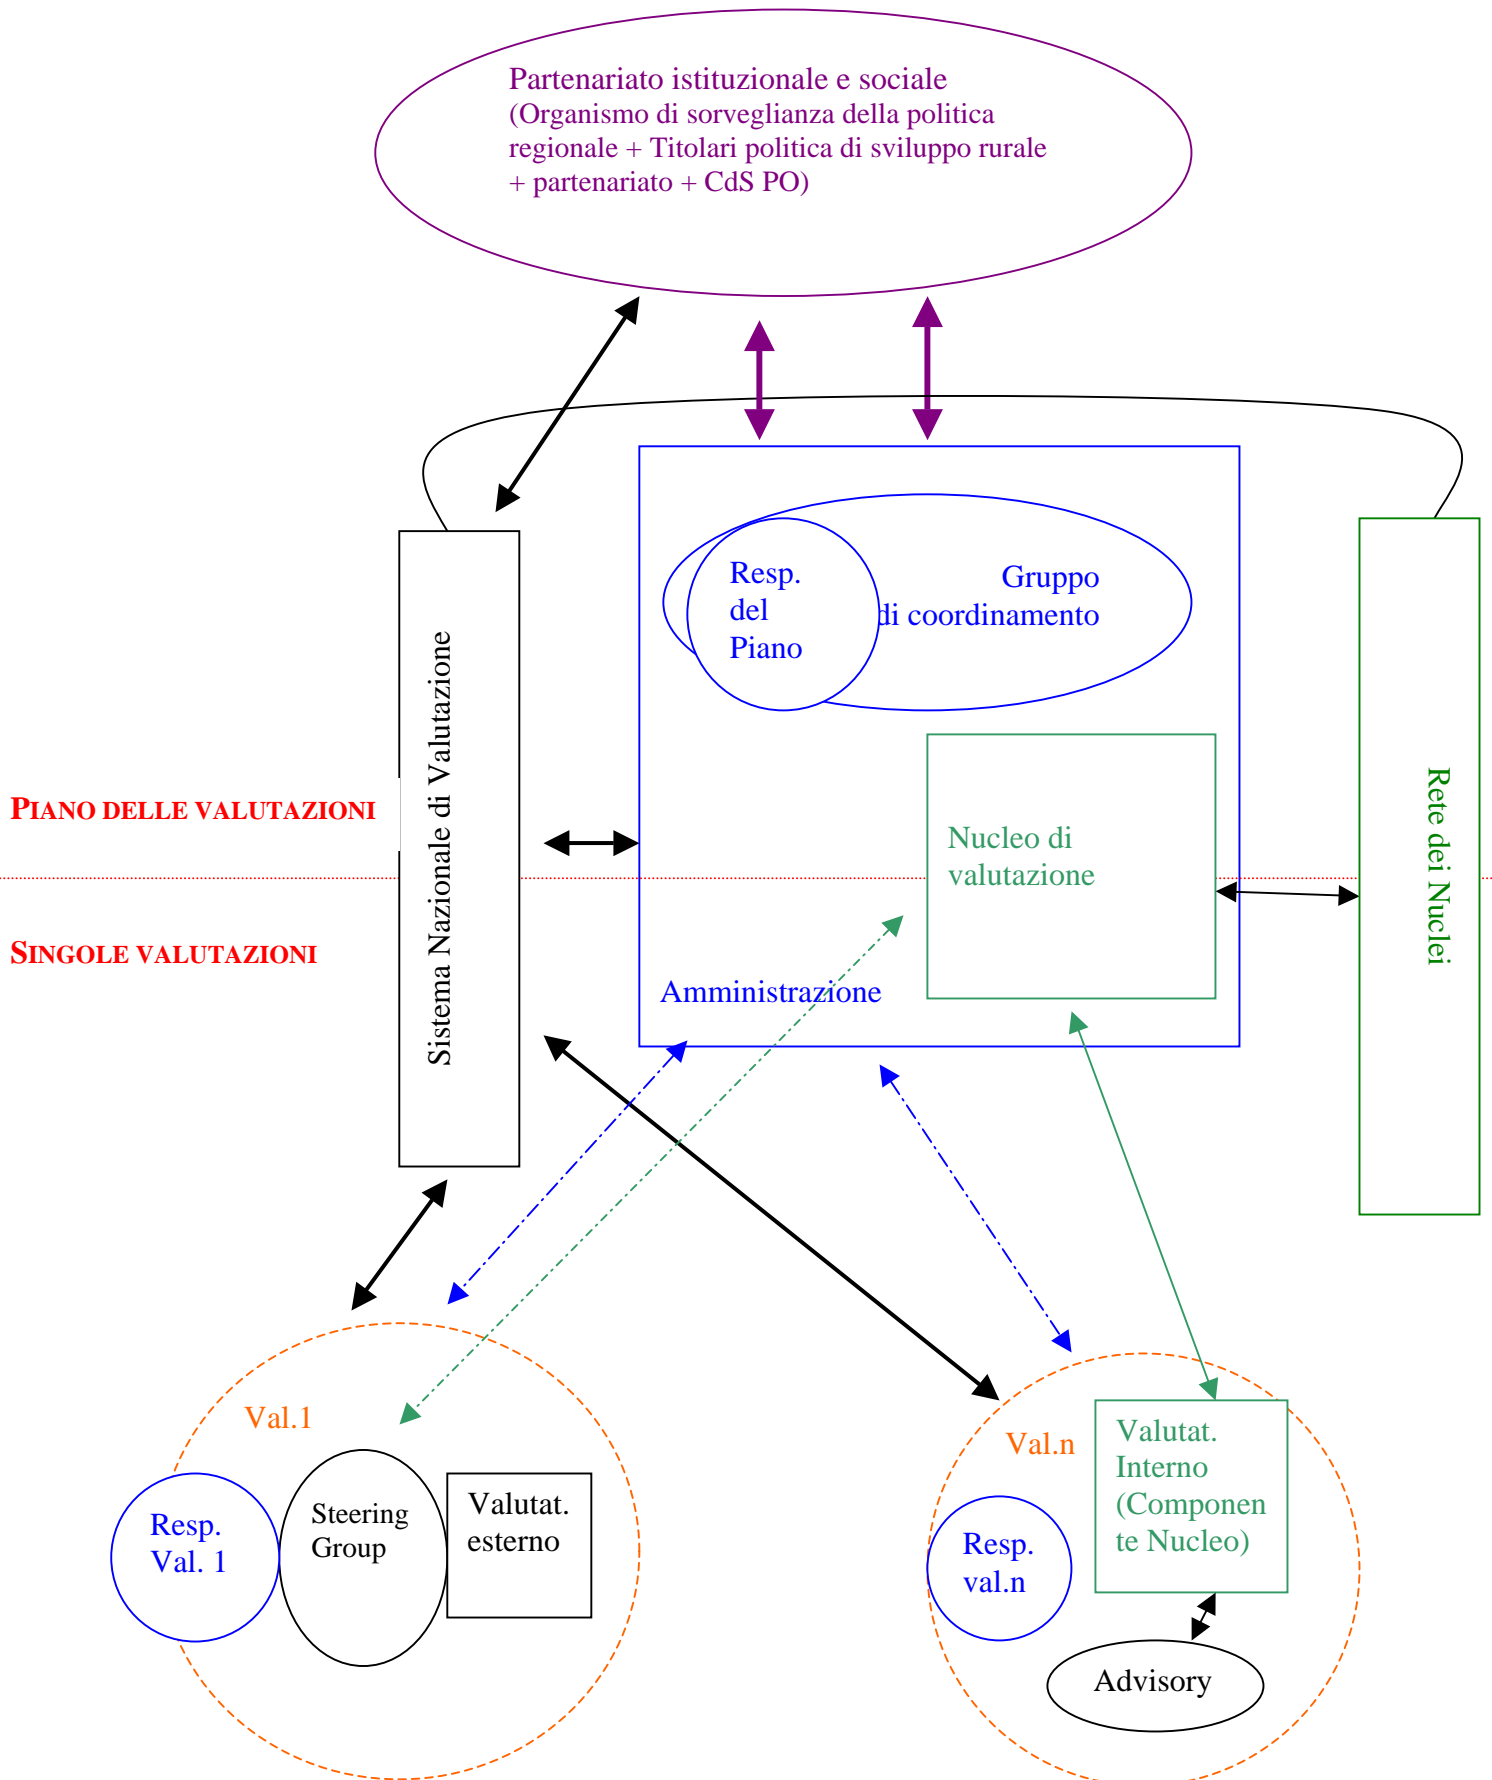 Partenariato istituzionale e sociale
(Organismo di sorveglianza della politica
regionale + Titolari politica di sviluppo rurale
+ partenariato + CdS PO)
Resp.
del
Piano
Gruppo
di coordinamento
Sistema Nazionale di Valutazione
Rete dei Nuclei
PIANO DELLE VALUTAZIONI
Nucleo di
valutazione
SINGOLE VALUTAZIONI
Amministrazione
Val.1
Resp.
Val. 1
Steering
Group
Valutat.
esterno
Val.n
Valutat.
Interno
(Componen
te Nucleo)
Resp.
val.n
Advisory